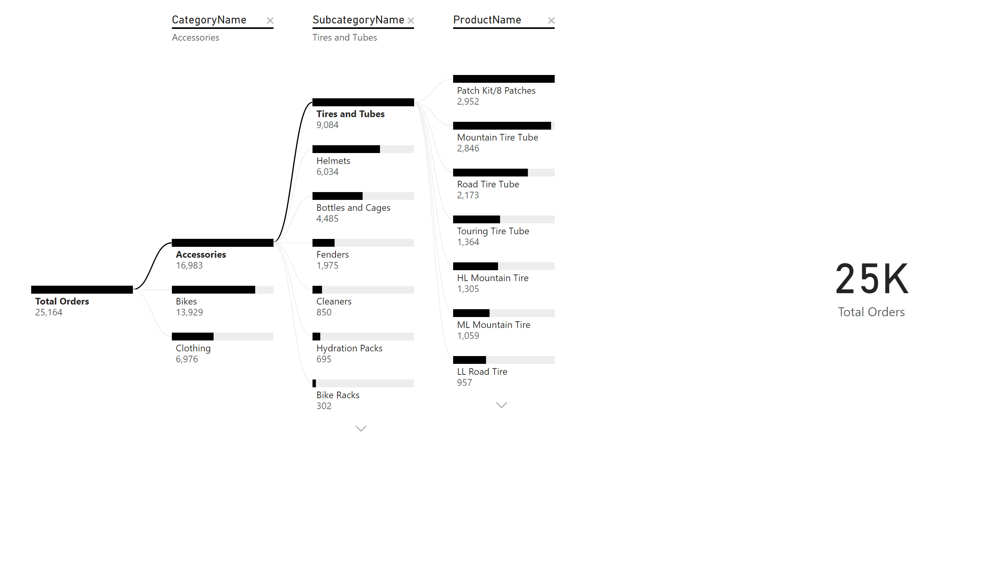 CategoryName
Accessories
SubcategoryName
Tires and Tubes
ProductName
Total Orders
25,164
Accessories
16,983
Bikes
13,929
Clothing
6,976
Tires and Tubes
9,084
Helmets
6,034
Bottles and Cages
4,485
Fenders
1,975
Cleaners
850
Hydration Packs
695
Bike Racks
302
Patch Kit/8 Patches
2,952
Mountain Tire Tube
2,846
Road Tire Tube
2,173
Touring Tire Tube
1,364
HL Mountain Tire
1,305
ML Mountain Tire
1,059
LL Road Tire
957
25K
Total Orders